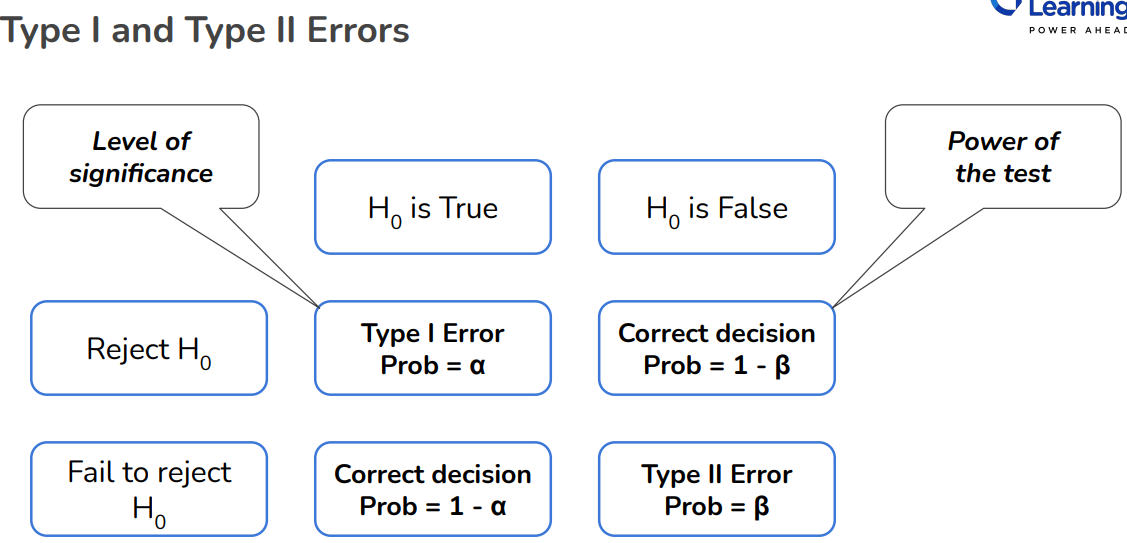 Learning
POWER AHEAD
Type I and Type II Errors
Level of
significance
Power of
the test
H₀ is True
H₀ is False
Reject H₀
Type I Error
Prob = α
Correct decision
Prob = 1 - β
Fail to reject
H₀
Correct decision
Prob = 1 - α
Type II Error
Prob = β